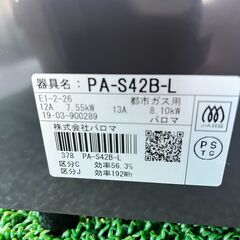 器具名： PA-S42B-L
E1-2-26 都市ガス用
12A 7.55kW 13A 8.10kW
19・03-900289 パロマ
株式会社パロマ
378 PA-S42B-L
区分C 効率56.3%
区分J 効率192Wh
PS
TG